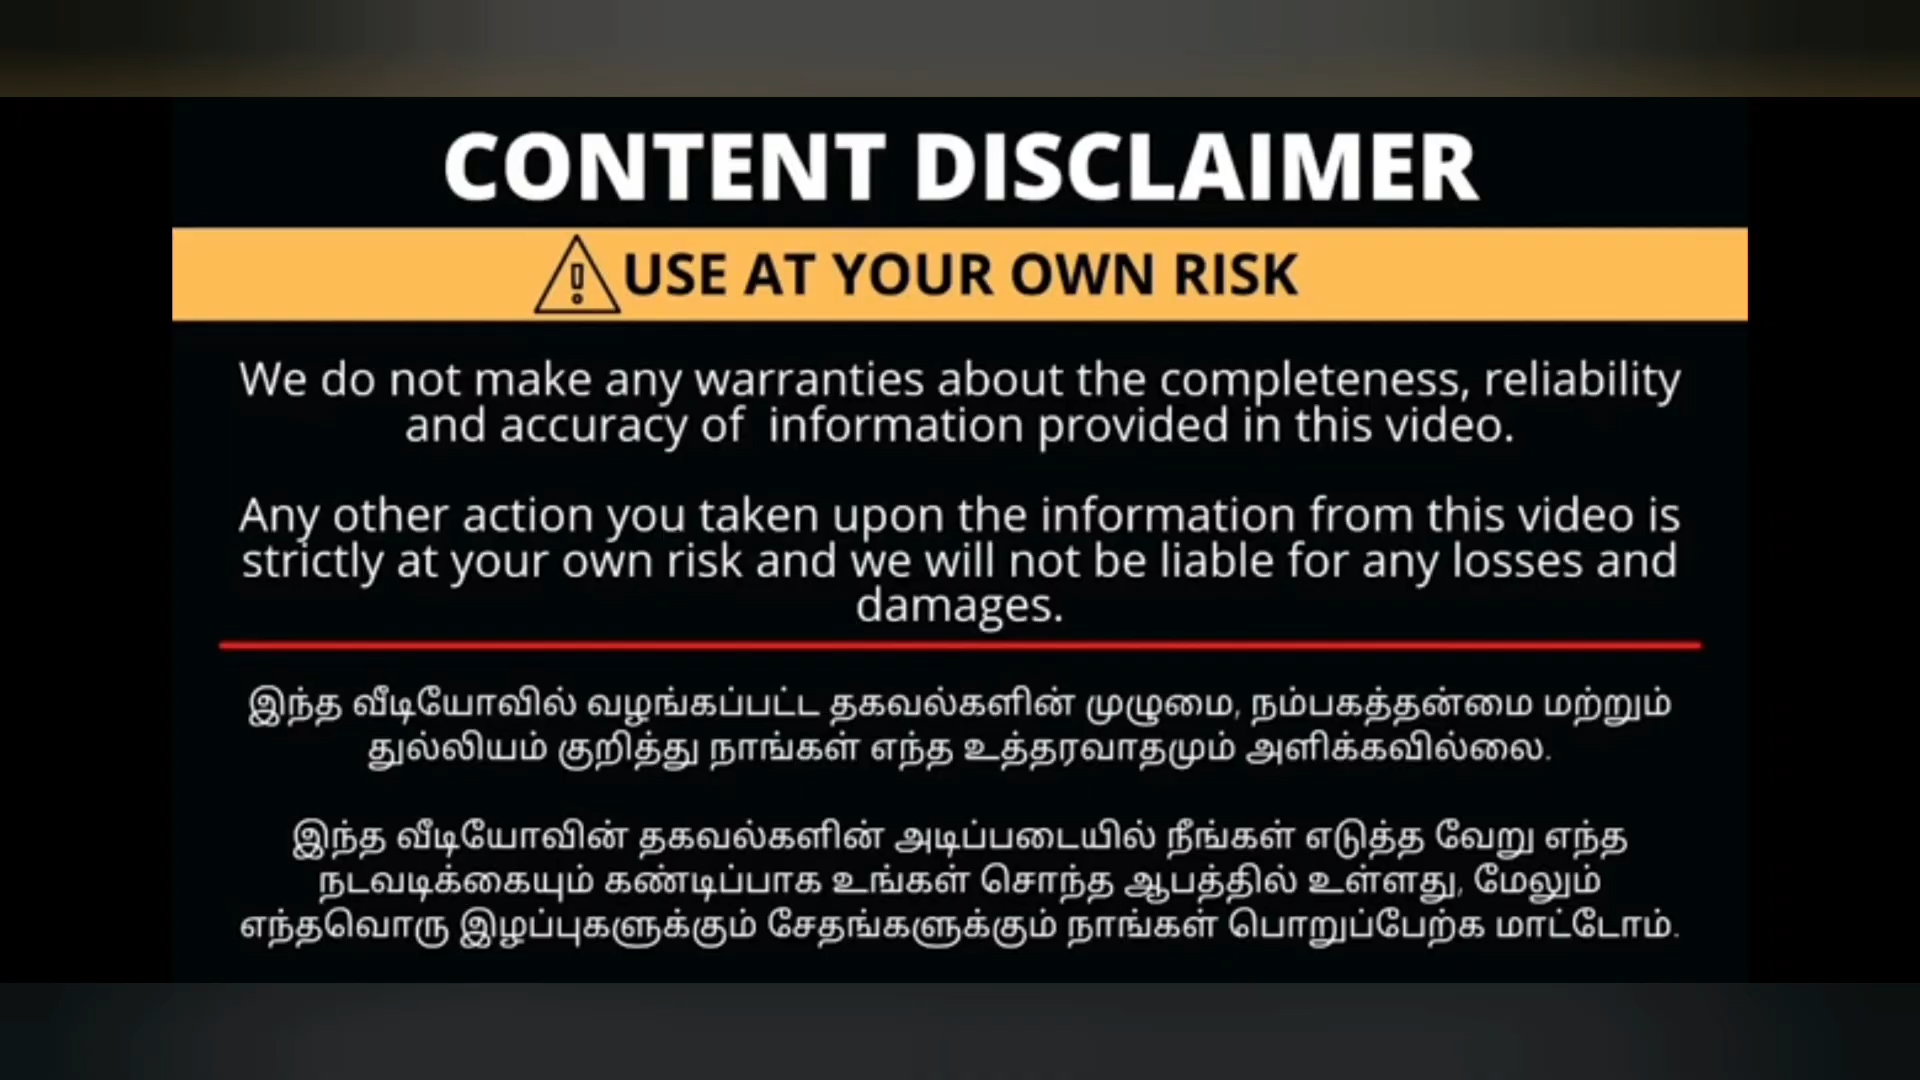 CONTENT DISCLAIMER
USE AT YOUR OWN RISK
We do not make any warranties about the completeness, reliability
and accuracy of information provided in this video.
Any other action you taken upon the information from this video is
strictly at your own risk and we will not be liable for any losses and
damages.
இந்த வீடியோவில் வழங்கப்பட்ட தகவல்களின் முழுமை, நம்பகத்தன்மை மற்றும்
துல்லியம் குறித்து நாங்கள் எந்த உத்தரவாதமும் அளிக்கவில்லை.
இந்த வீடியோவின் தகவல்களின் அடிப்படையில் நீங்கள் எடுத்த வேறு எந்த
நடவடிக்கையும் கண்டிப்பாக உங்கள் சொந்த ஆபத்தில் உள்ளது, மேலும்
எந்தவொரு இழப்புகளுக்கும் சேதங்களுக்கும் நாங்கள் பொறுப்பேற்க மாட்டோம்.